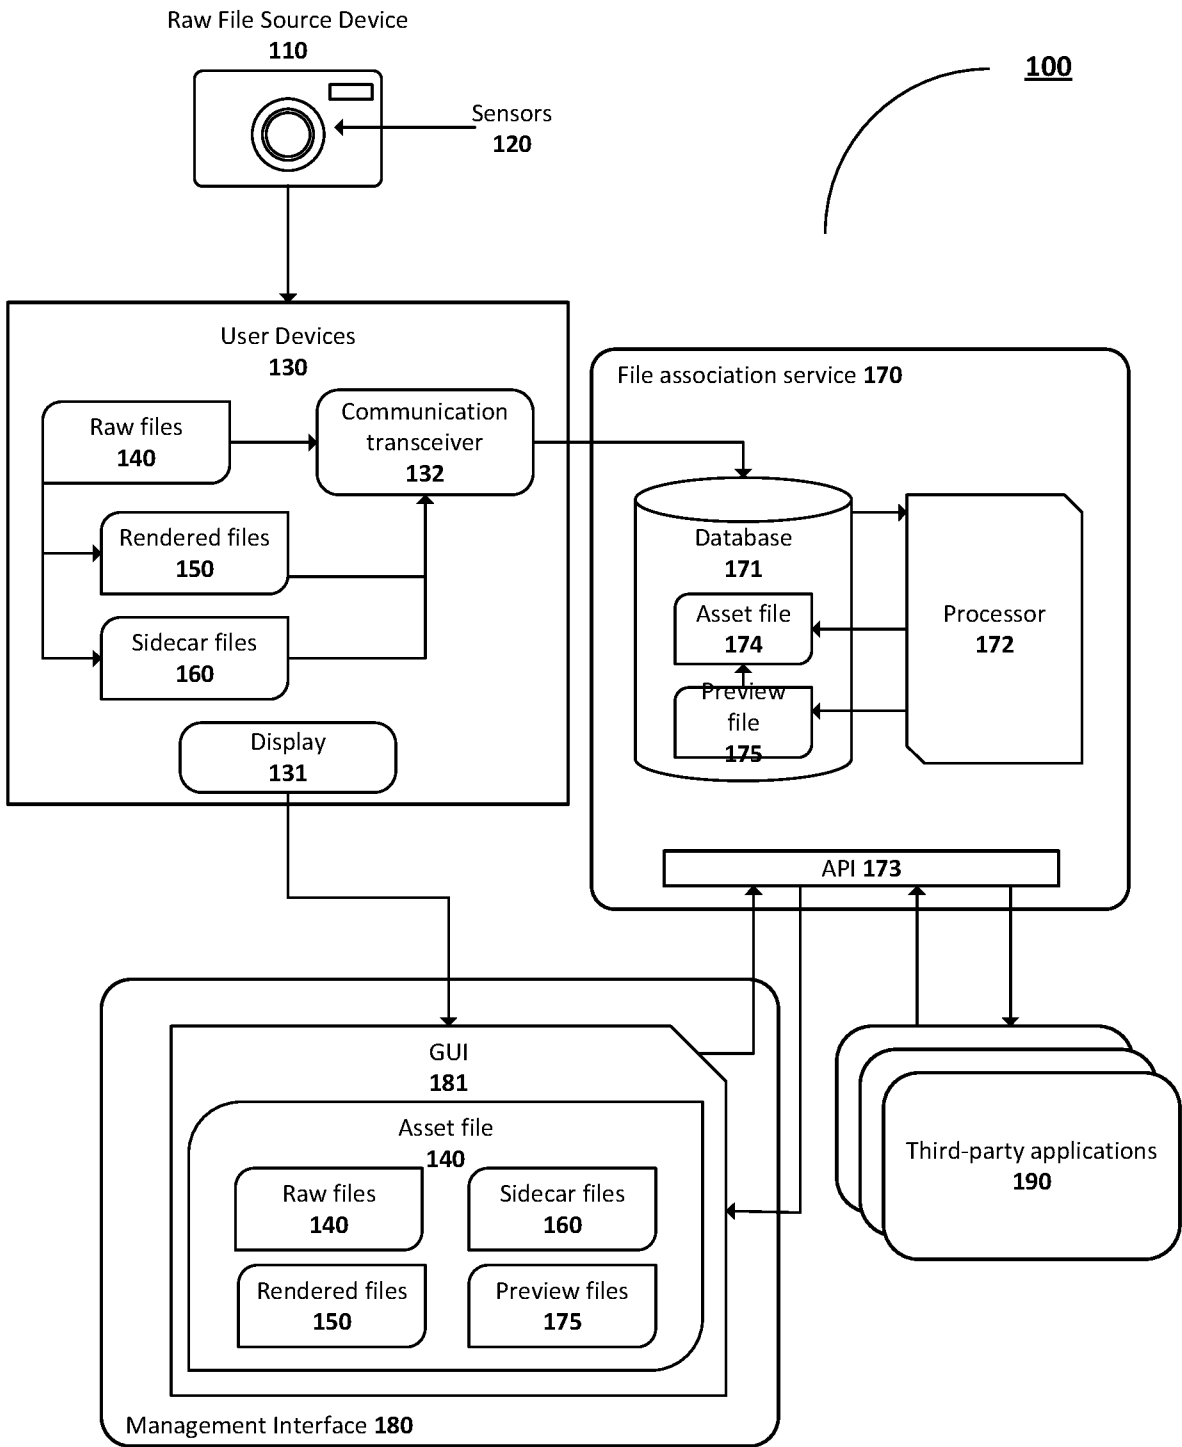 Raw File Source Device
110
100
Sensors
120
User Devices
130
File association service 170
Raw files
140
Communication
transceiver
132
Rendered files
150
Database
171
Sidecar files
160
Asset file
174
Processor
172
Preview
file
175
Display
131
API 173
GUI
181
Asset file
140
Raw files
140
Sidecar files
160
Rendered files
150
Preview files
175
Third-party applications
190
Management Interface 180